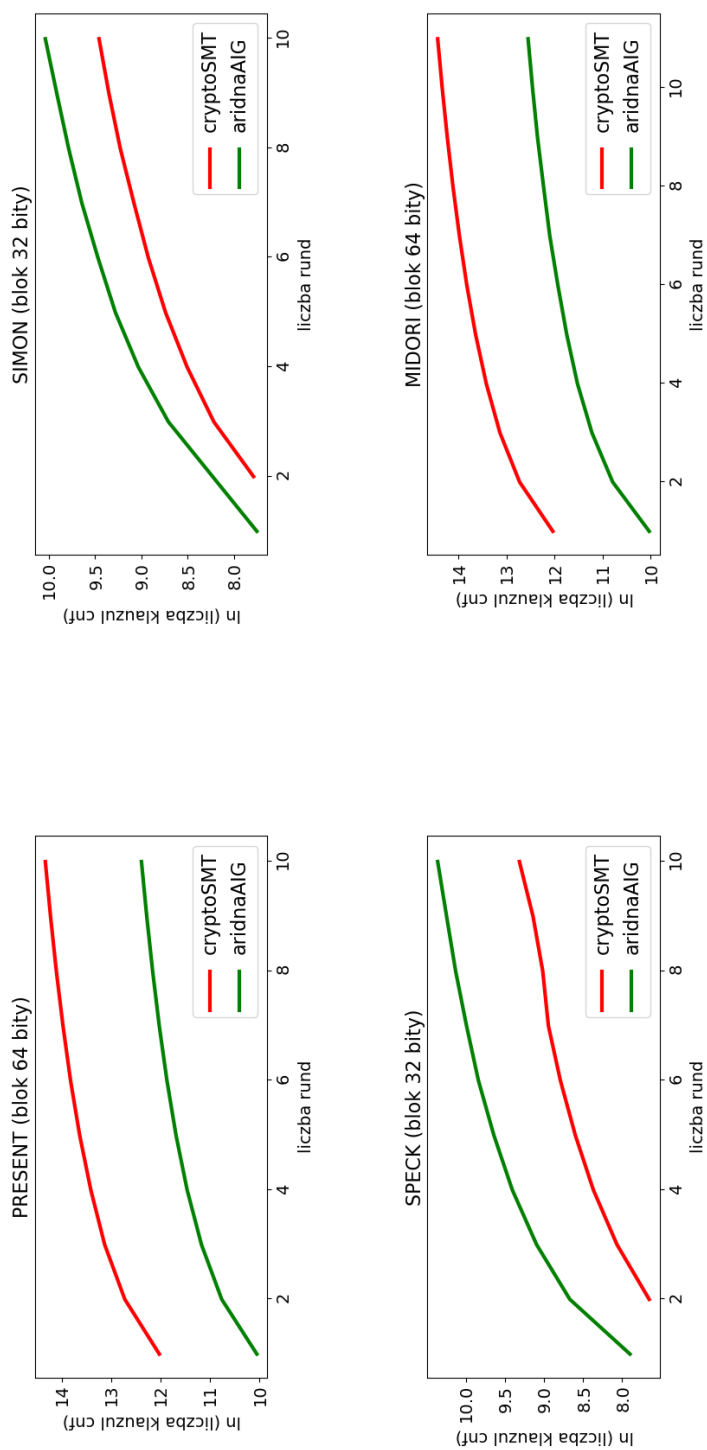 PRESENT (blok 64 bity)
ln (liczba klauzul cnf)
14
13
12
11
10
cryptoSMT
aridnaAIG
2 4 6 8 10
liczba rund
SIMON (blok 32 bity)
ln (liczba klauzul cnf)
10.0
9.5
9.0
8.5
8.0
cryptoSMT
aridnaAIG
2 4 6 8 10
liczba rund
SPECK (blok 32 bity)
ln (liczba klauzul cnf)
10.0
9.5
9.0
8.5
8.0
cryptoSMT
aridnaAIG
2 4 6 8 10
liczba rund
MIDORI (blok 64 bity)
ln (liczba klauzul cnf)
14
13
12
11
10
cryptoSMT
aridnaAIG
2 4 6 8 10
liczba rund